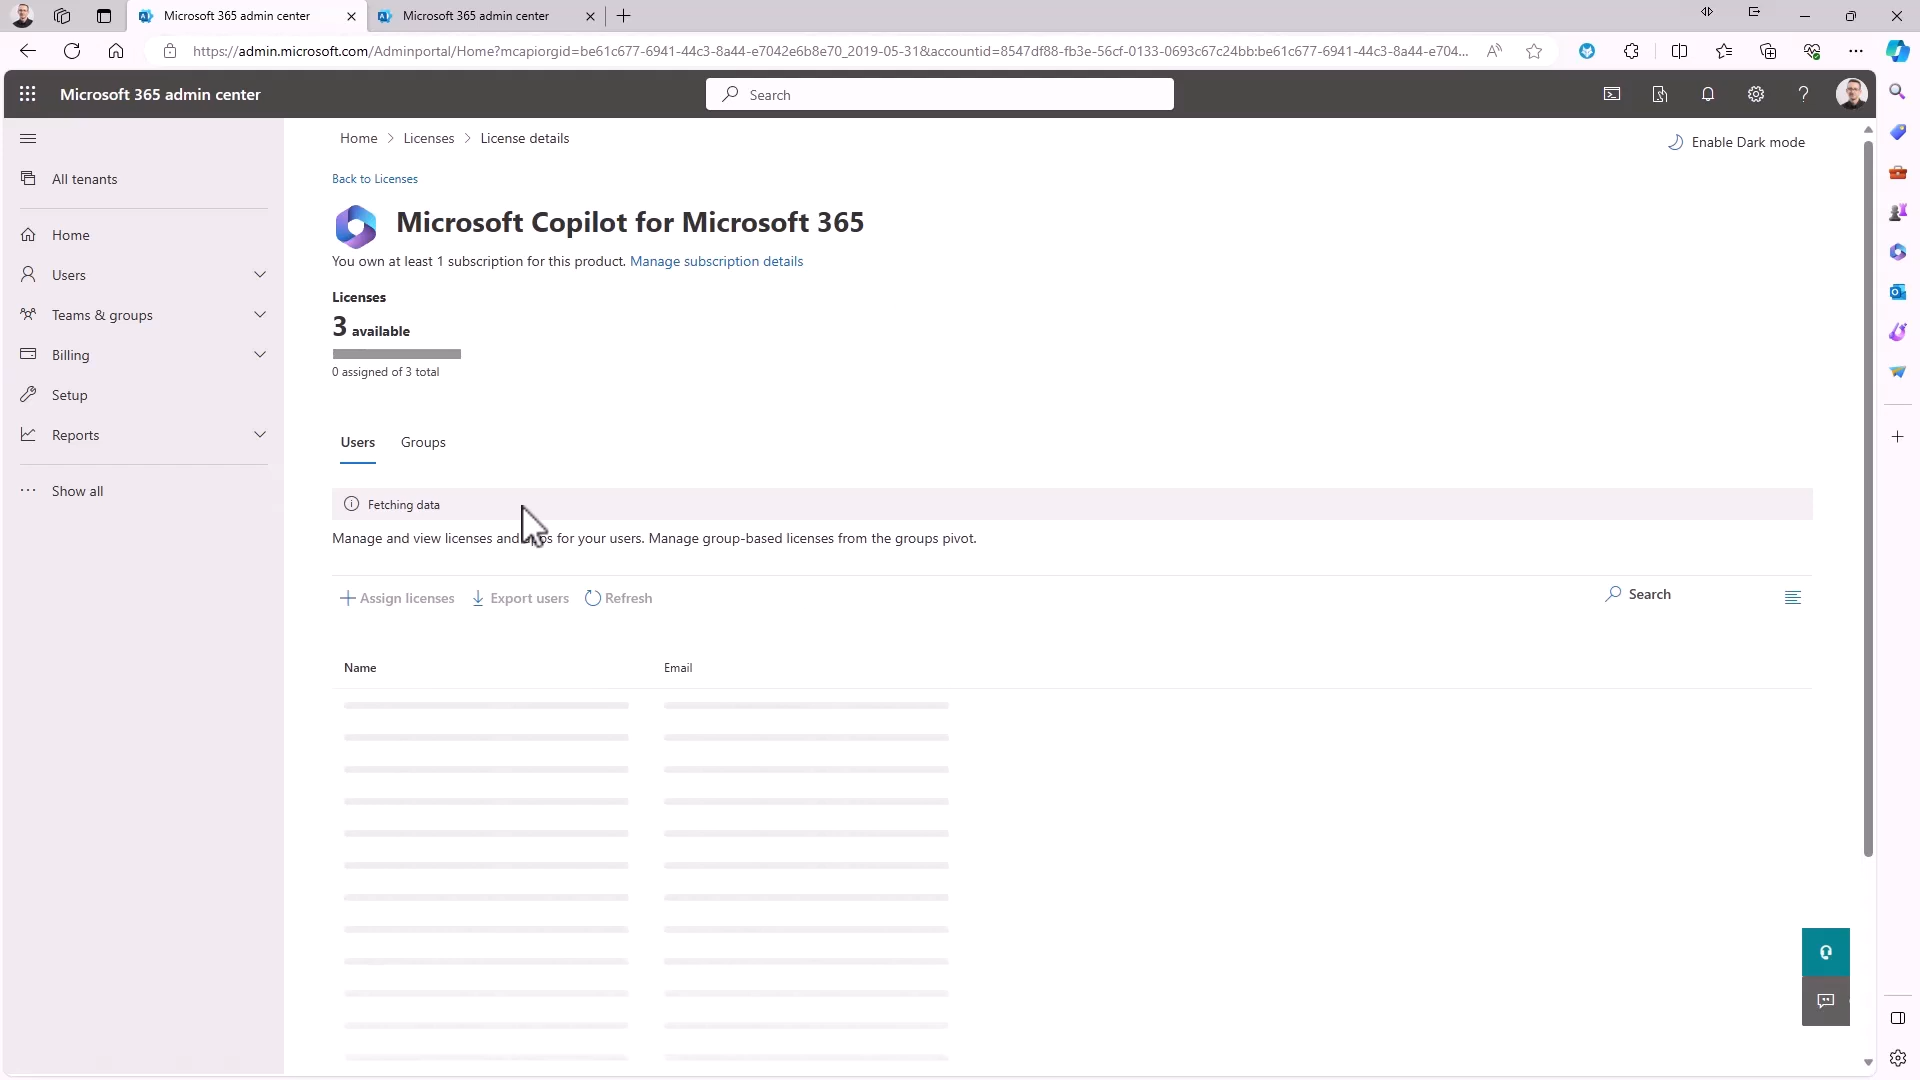 Microsoft 365 admin center
Microsoft 365 admin center
https://admin.microsoft.com/Adminportal/Home?mcapiorgid=be61c677-6941-44c3-8a44-e7042e6b8e70_2019-05-31&accountid=8547df88-fb3e-56cf-0133-0693c67c24bb:be61c677-6941-44c3-8a44-e704...
Microsoft 365 admin center
Search
Home > Licenses > License details
Enable Dark mode
All tenants
Home
Users
Teams & groups
Billing
Setup
Reports
Show all
Back to Licenses
Microsoft Copilot for Microsoft 365
You own at least 1 subscription for this product. Manage subscription details
Licenses
3 available
0 assigned of 3 total
Users Groups
Fetching data
Manage and view licenses and for your users. Manage group-based licenses from the groups pivot.
Assign licenses Export users Refresh
Search
Name Email